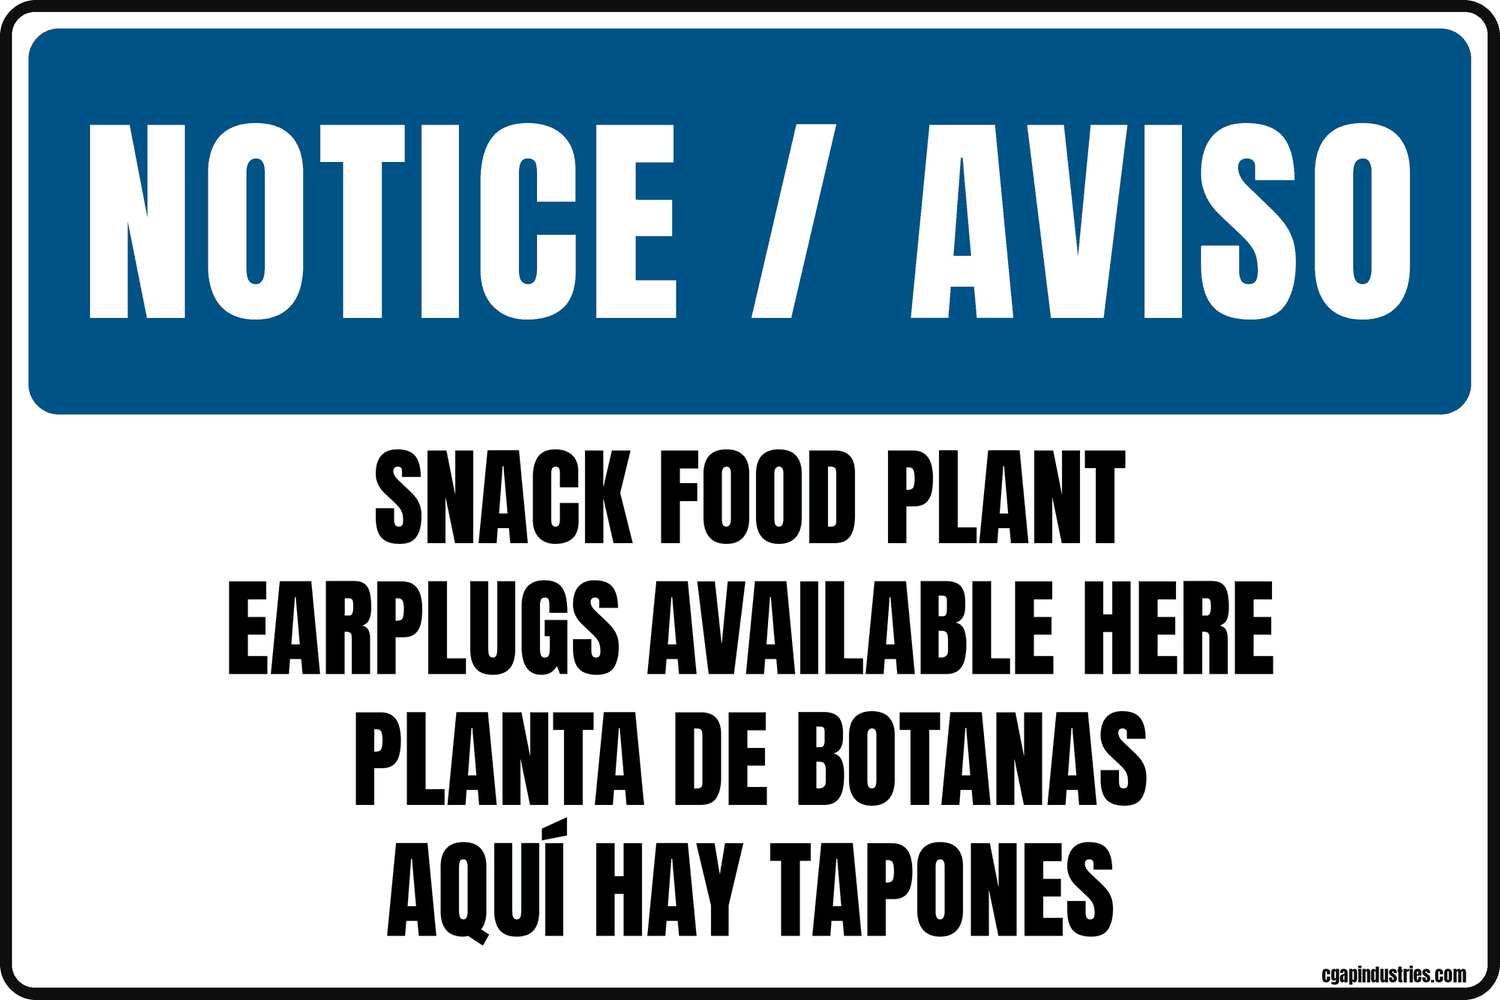 NOTICE / AVISO
SNACK FOOD PLANT
EARPLUGS AVAILABLE HERE
PLANTA DE BOTANAS
AQUÍ HAY TAPONES
cgapindustries.com